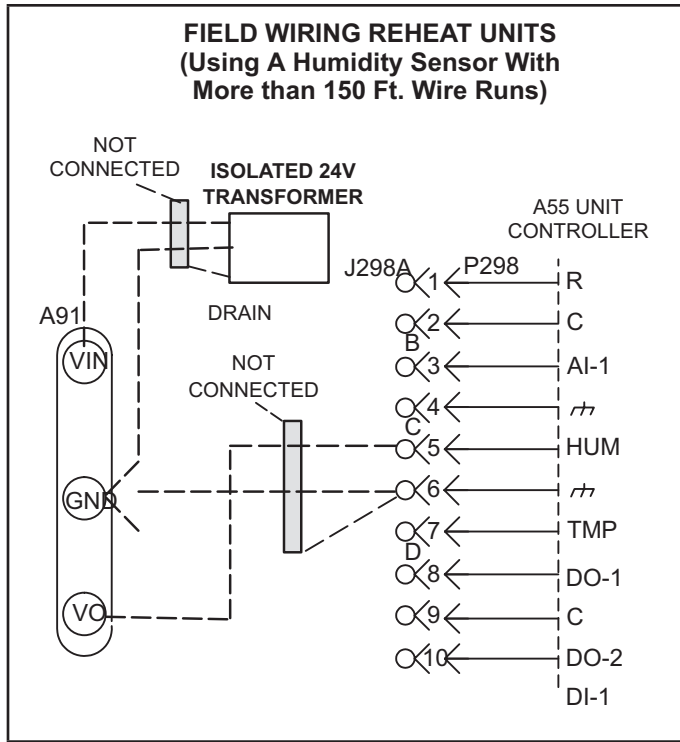 FIELD WIRING REHEAT UNITS
(Using A Humidity Sensor With
More than 150 Ft. Wire Runs)
NOT
CONNECTED
ISOLATED 24V
TRANSFORMER
A55 UNIT
CONTROLLER
J298A
P298
1
R
A91
DRAIN
2
C
B
VIN
NOT
CONNECTED
3
AI-1
4
C
5
HUM
GND
6
7
TMP
D
8
DO-1
VO
9
C
10
DO-2
DI-1